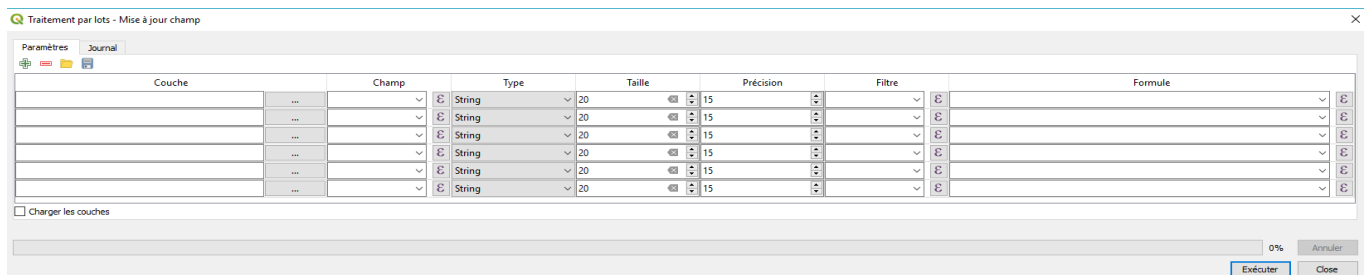 Traitement par lots - Mise à jour champ
Paramètres Journal
Couche Champ Type Taille Précision Filtre Formule
... ε String 20 15 ε ε
... ε String 20 15 ε ε
... ε String 20 15 ε ε
... ε String 20 15 ε ε
... ε String 20 15 ε ε
... ε String 20 15 ε ε
Charger les couches
0% Annuler
Exécuter Close